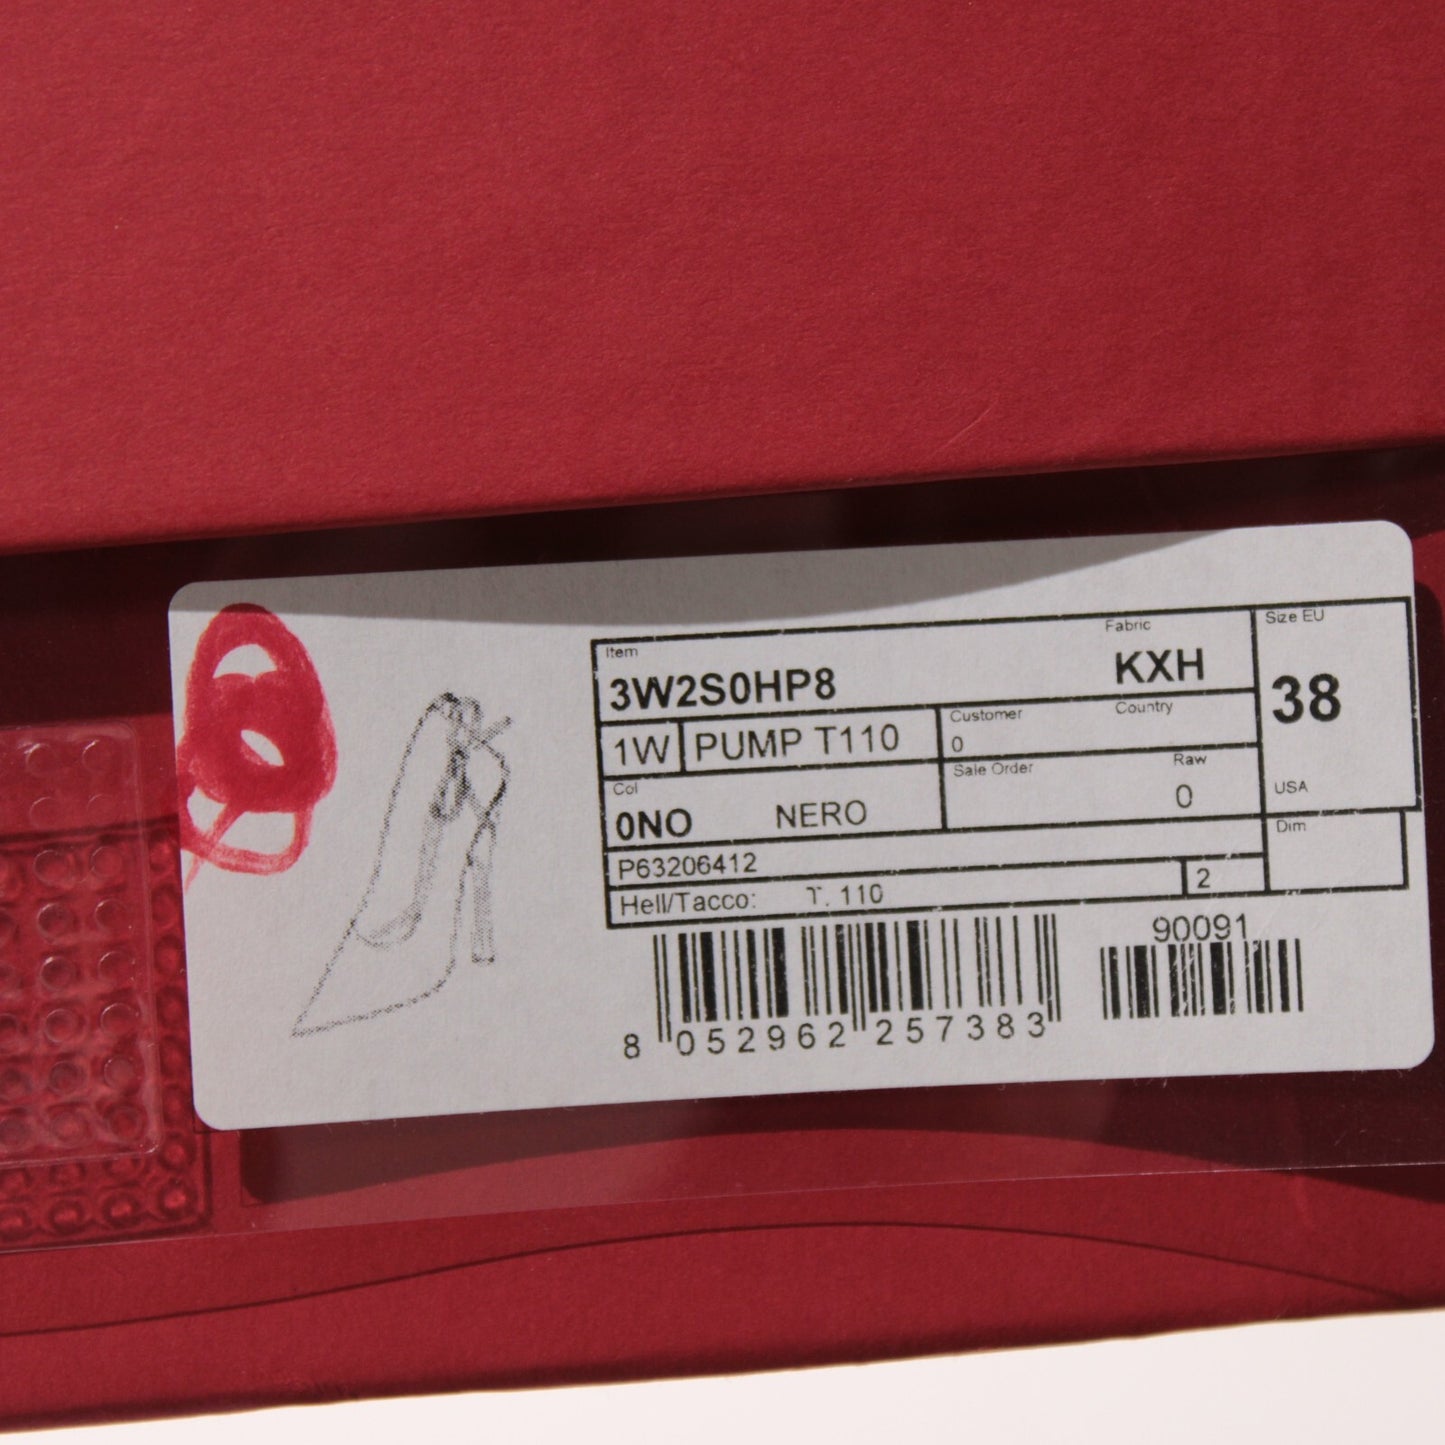 Item Fabric Size EU
3W2S0HP8 KXH 38
1W PUMP T110 Customer Country
0
Col Sale Order Raw USA
0NO NERO 0
Dim
P63206412
Hell/Tacco: T. 110 2
90091
8 052962 257383